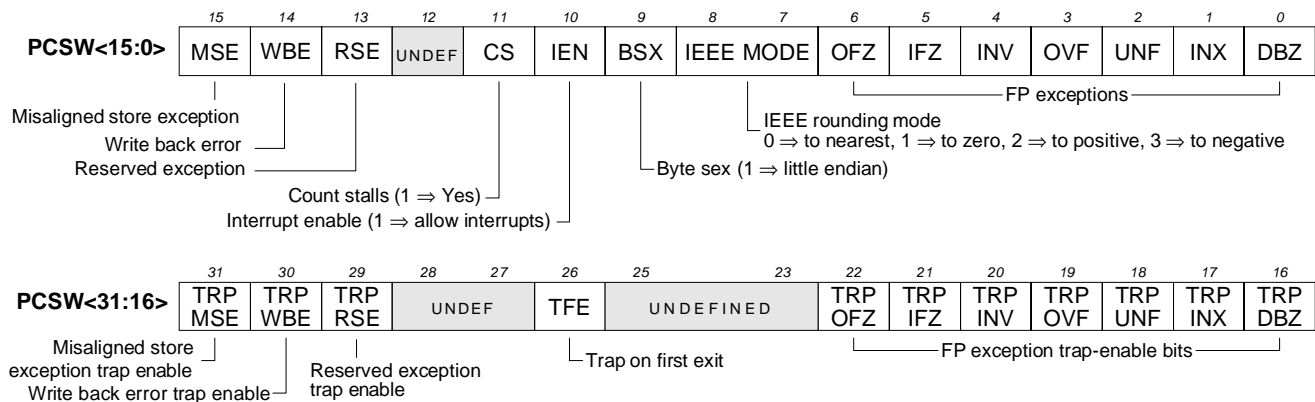 15 14 13 12 11 10 9 8 7 6 5 4 3 2 1 0
PCSW<15:0> MSE WBE RSE UNDEF CS IEN BSX IEEE MODE OFZ IFZ INV OVF UNF INX DBZ
Misaligned store exception
Write back error
Reserved exception
Count stalls (1 ⇒ Yes)
Interrupt enable (1 ⇒ allow interrupts)
FP exceptions
IEEE rounding mode
0 ⇒ to nearest, 1 ⇒ to zero, 2 ⇒ to positive, 3 ⇒ to negative
Byte sex (1 ⇒ little endian)
31 30 29 28 27 26 25 23 22 21 20 19 18 17 16
PCSW<31:16> TRP MSE TRP WBE TRP RSE UNDEF TFE UNDEFINED TRP OFZ TRP IFZ TRP INV TRP OVF TRP UNF TRP INX TRP DBZ
Misaligned store
exception trap enable
Write back error trap enable
Reserved exception
trap enable
Trap on first exit
FP exception trap-enable bits